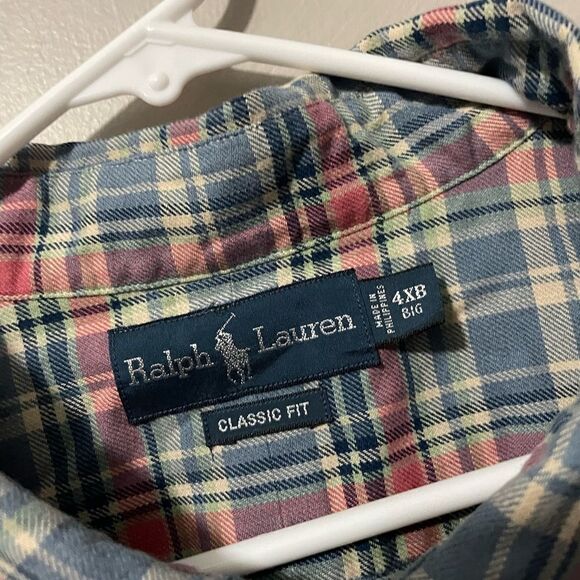 Ralph Lauren
MADE IN
PHILIPPINES
4XB
BIG
CLASSIC FIT